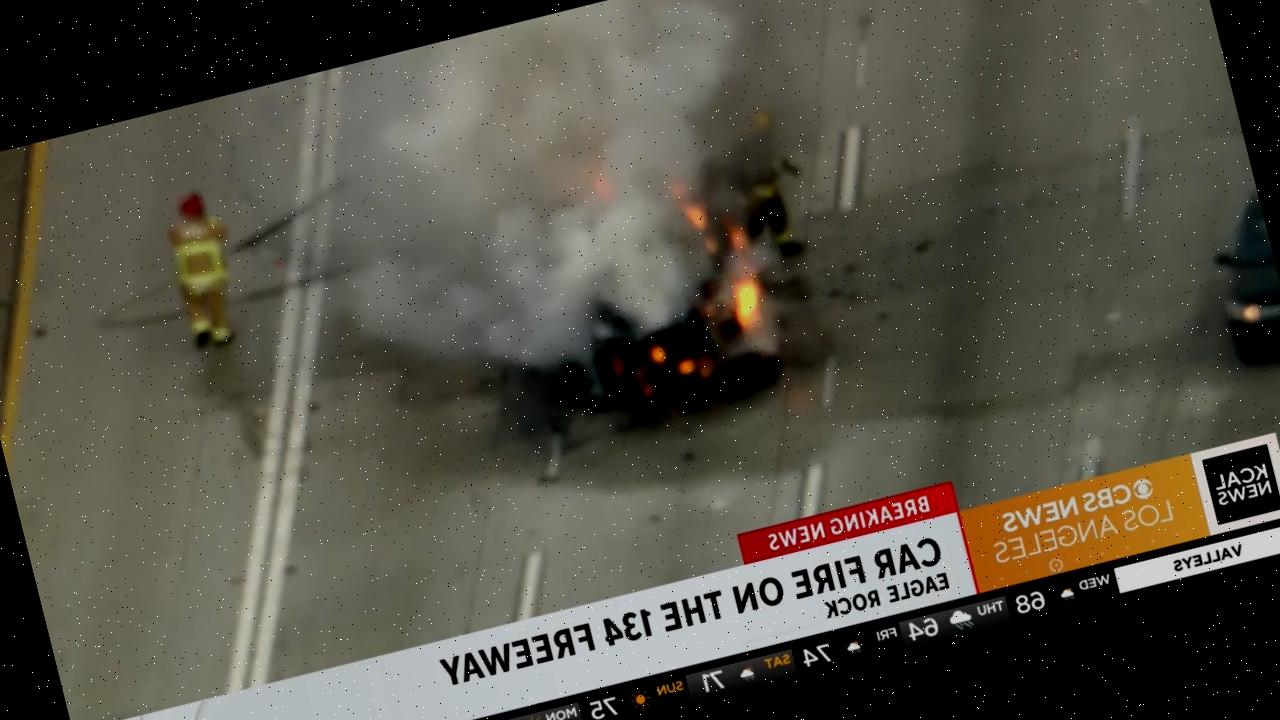 KCAL
NEWS
CBS NEWS
LOS ANGELES
BREAKING NEWS
CAR FIRE ON THE 134 FREEWAY
EAGLE ROCK
VALLEYS
WED 68 THU 64 FRI 74 SAT 71 SUN 75 MON